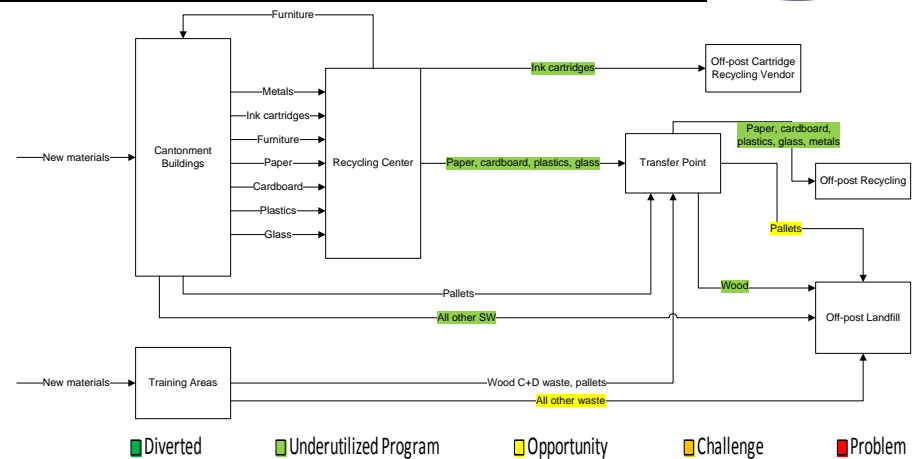 Furniture
Ink cartridges
Off-post Cartridge
Recycling Vendor
Metals
Ink cartridges
Furniture
Paper
Cardboard
Plastics
Glass
New materials
Cantonment
Buildings
Recycling Center
Paper, cardboard, plastics, glass
Transfer Point
Paper, cardboard,
plastics, glass, metals
Off-post Recycling
Pallets
Pallets
Wood
All other SW
Off-post Landfill
New materials
Training Areas
Wood C+D waste, pallets
All other waste
Diverted
Underutilized Program
Opportunity
Challenge
Problem